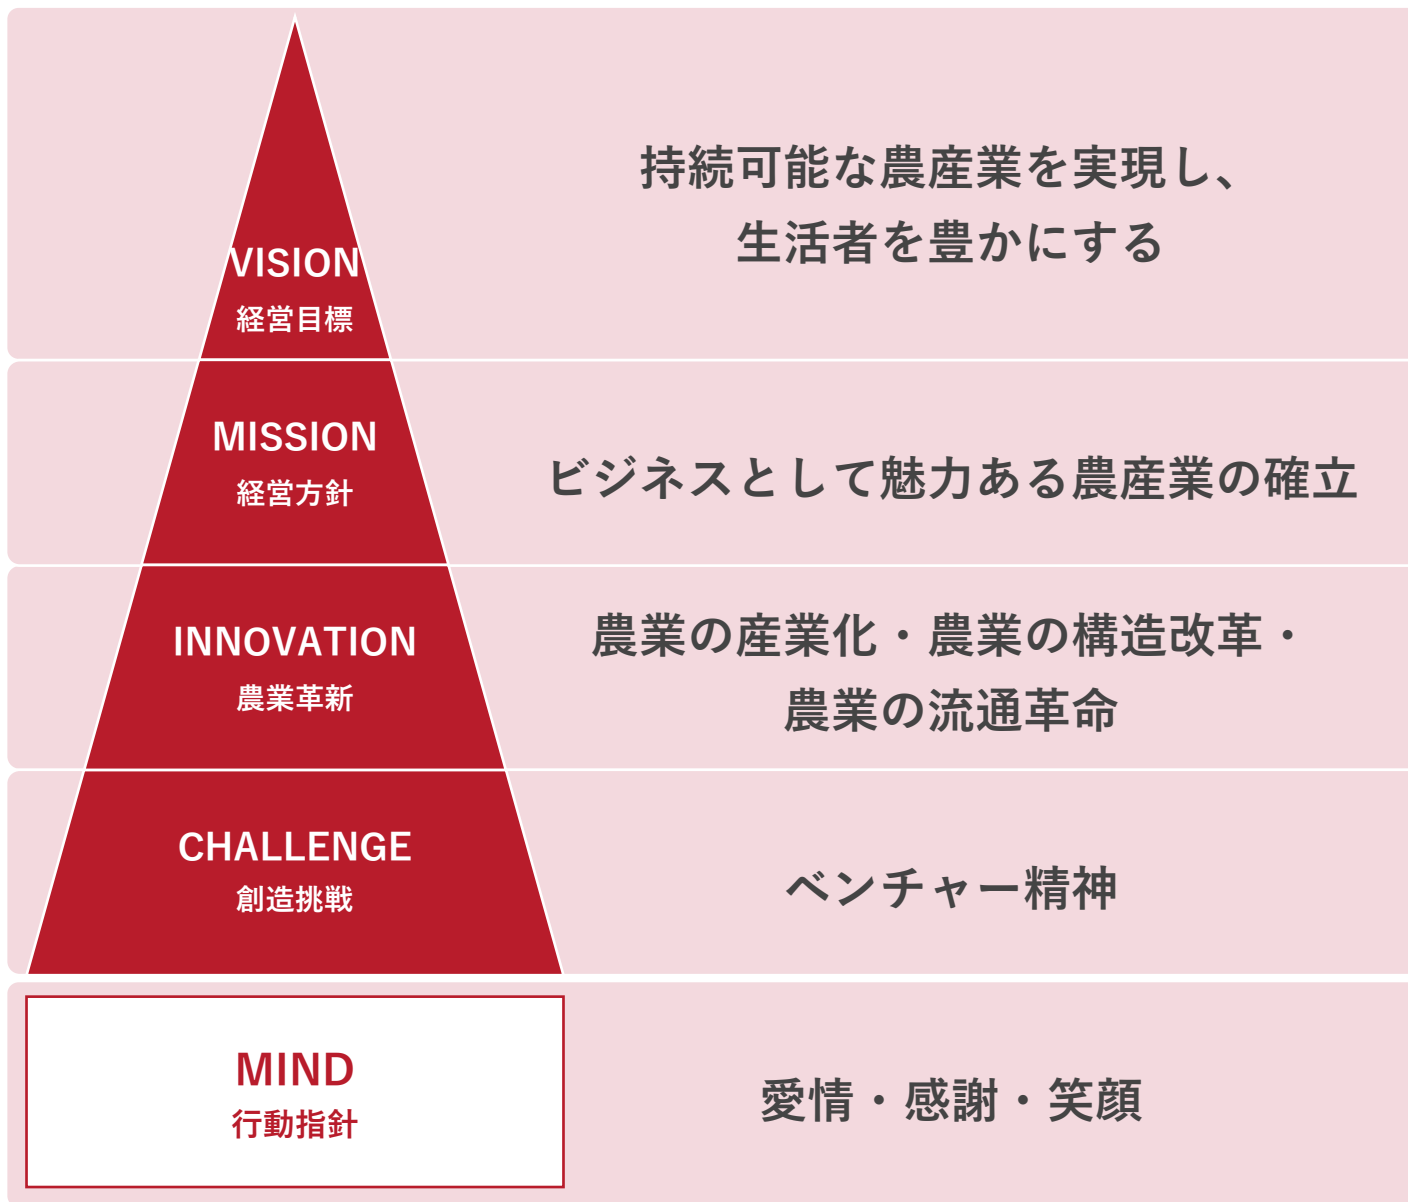 VISION
経営目標
持続可能な農産業を実現し、
生活者を豊かにする
MISSION
経営方針
ビジネスとして魅力ある農産業の確立
INNOVATION
農業革新
農業の産業化・農業の構造改革・
農業の流通革命
CHALLENGE
創造挑戦
ベンチャー精神
MIND
行動指針
愛情・感謝・笑顔